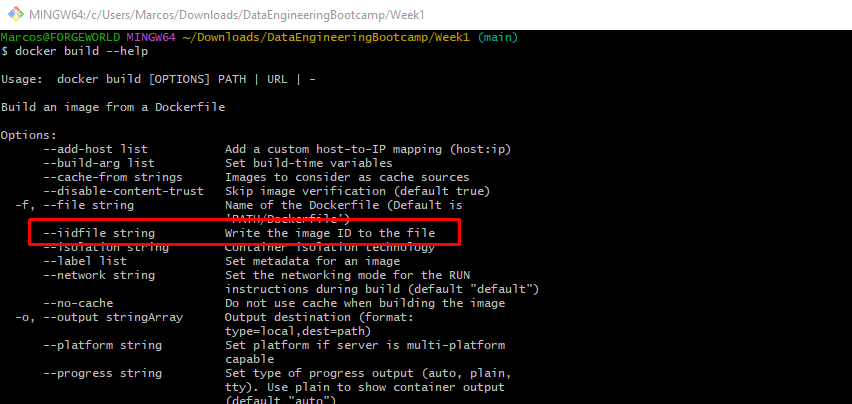 MINGW64:/c/Users/Marcos/Downloads/DataEngineeringBootcamp/Week1
Marcos@FORGEWORLD MINGW64 ~/Downloads/DataEngineeringBootcamp/Week1 (main)
$ docker build --help
Usage:  docker build [OPTIONS] PATH | URL | -
Build an image from a Dockerfile
Options:
--add-host list Add a custom host-to-IP mapping (host:ip)
--build-arg list Set build-time variables
--cache-from strings Images to consider as cache sources
--disable-content-trust Skip image verification (default true)
-f, --file string Name of the Dockerfile (Default is
'PATH/Dockerfile')
--iidfile string Write the image ID to the file
--isolation string Container isolation technology
--label list Set metadata for an image
--network string Set the networking mode for the RUN
instructions during build (default "default")
--no-cache Do not use cache when building the image
-o, --output stringArray Output destination (format:
type=local,dest=path)
--platform string Set platform if server is multi-platform
capable
--progress string Set type of progress output (auto, plain,
tty). Use plain to show container output
(default "auto")